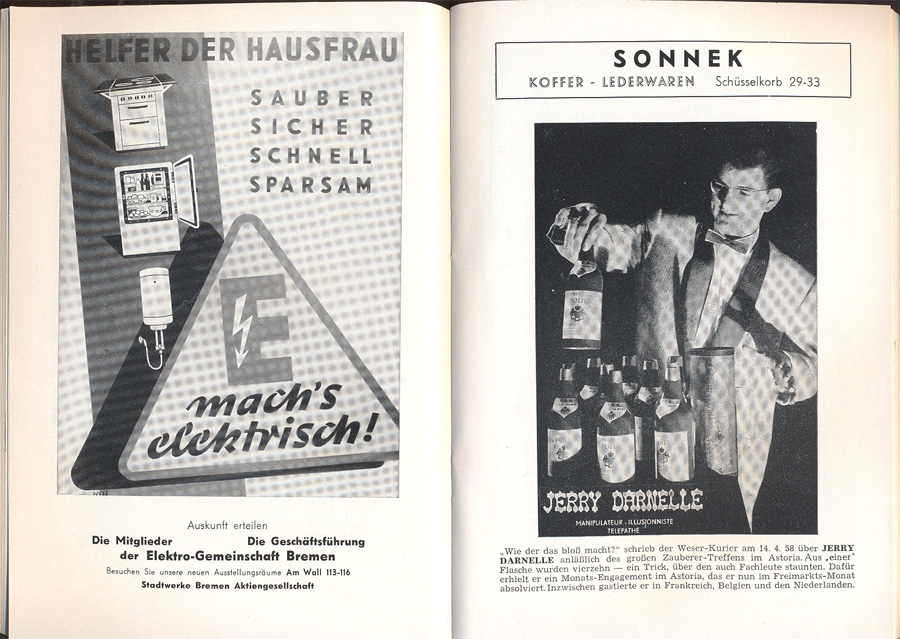 HELFER DER HAUSFRAU
SAUBER
SICHER
SCHNELL
SPARSAM
E
mach's
elektrisch!
Auskunft erteilen
Die Mitglieder Die Geschäftsführung
der Elektro-Gemeinschaft Bremen
Besuchen Sie unsere neuen Ausstellungsräume Am Wall 113-116
Stadtwerke Bremen Aktiengesellschaft
SONNEK
KOFFER - LEDERWAREN Schüsselkorb 29-33
JERRY DARNELLE
MANIPULATEUR - ILLUSIONNISTE
TELEPATHE
„Wie der das bloß macht?" schrieb der Weser-Kurier am 14. 4. 58 über JERRY
DARNELLE anläßlich des großen Zauberer-Treffens im Astoria. Aus „einer"
Flasche wurden vierzehn — ein Trick, über den auch Fachleute staunten. Dafür
erhielt er ein Monats-Engagement im Astoria, das er nun im Freimarkts-Monat
absolviert. Inzwischen gastierte er in Frankreich, Belgien und den Niederlanden.